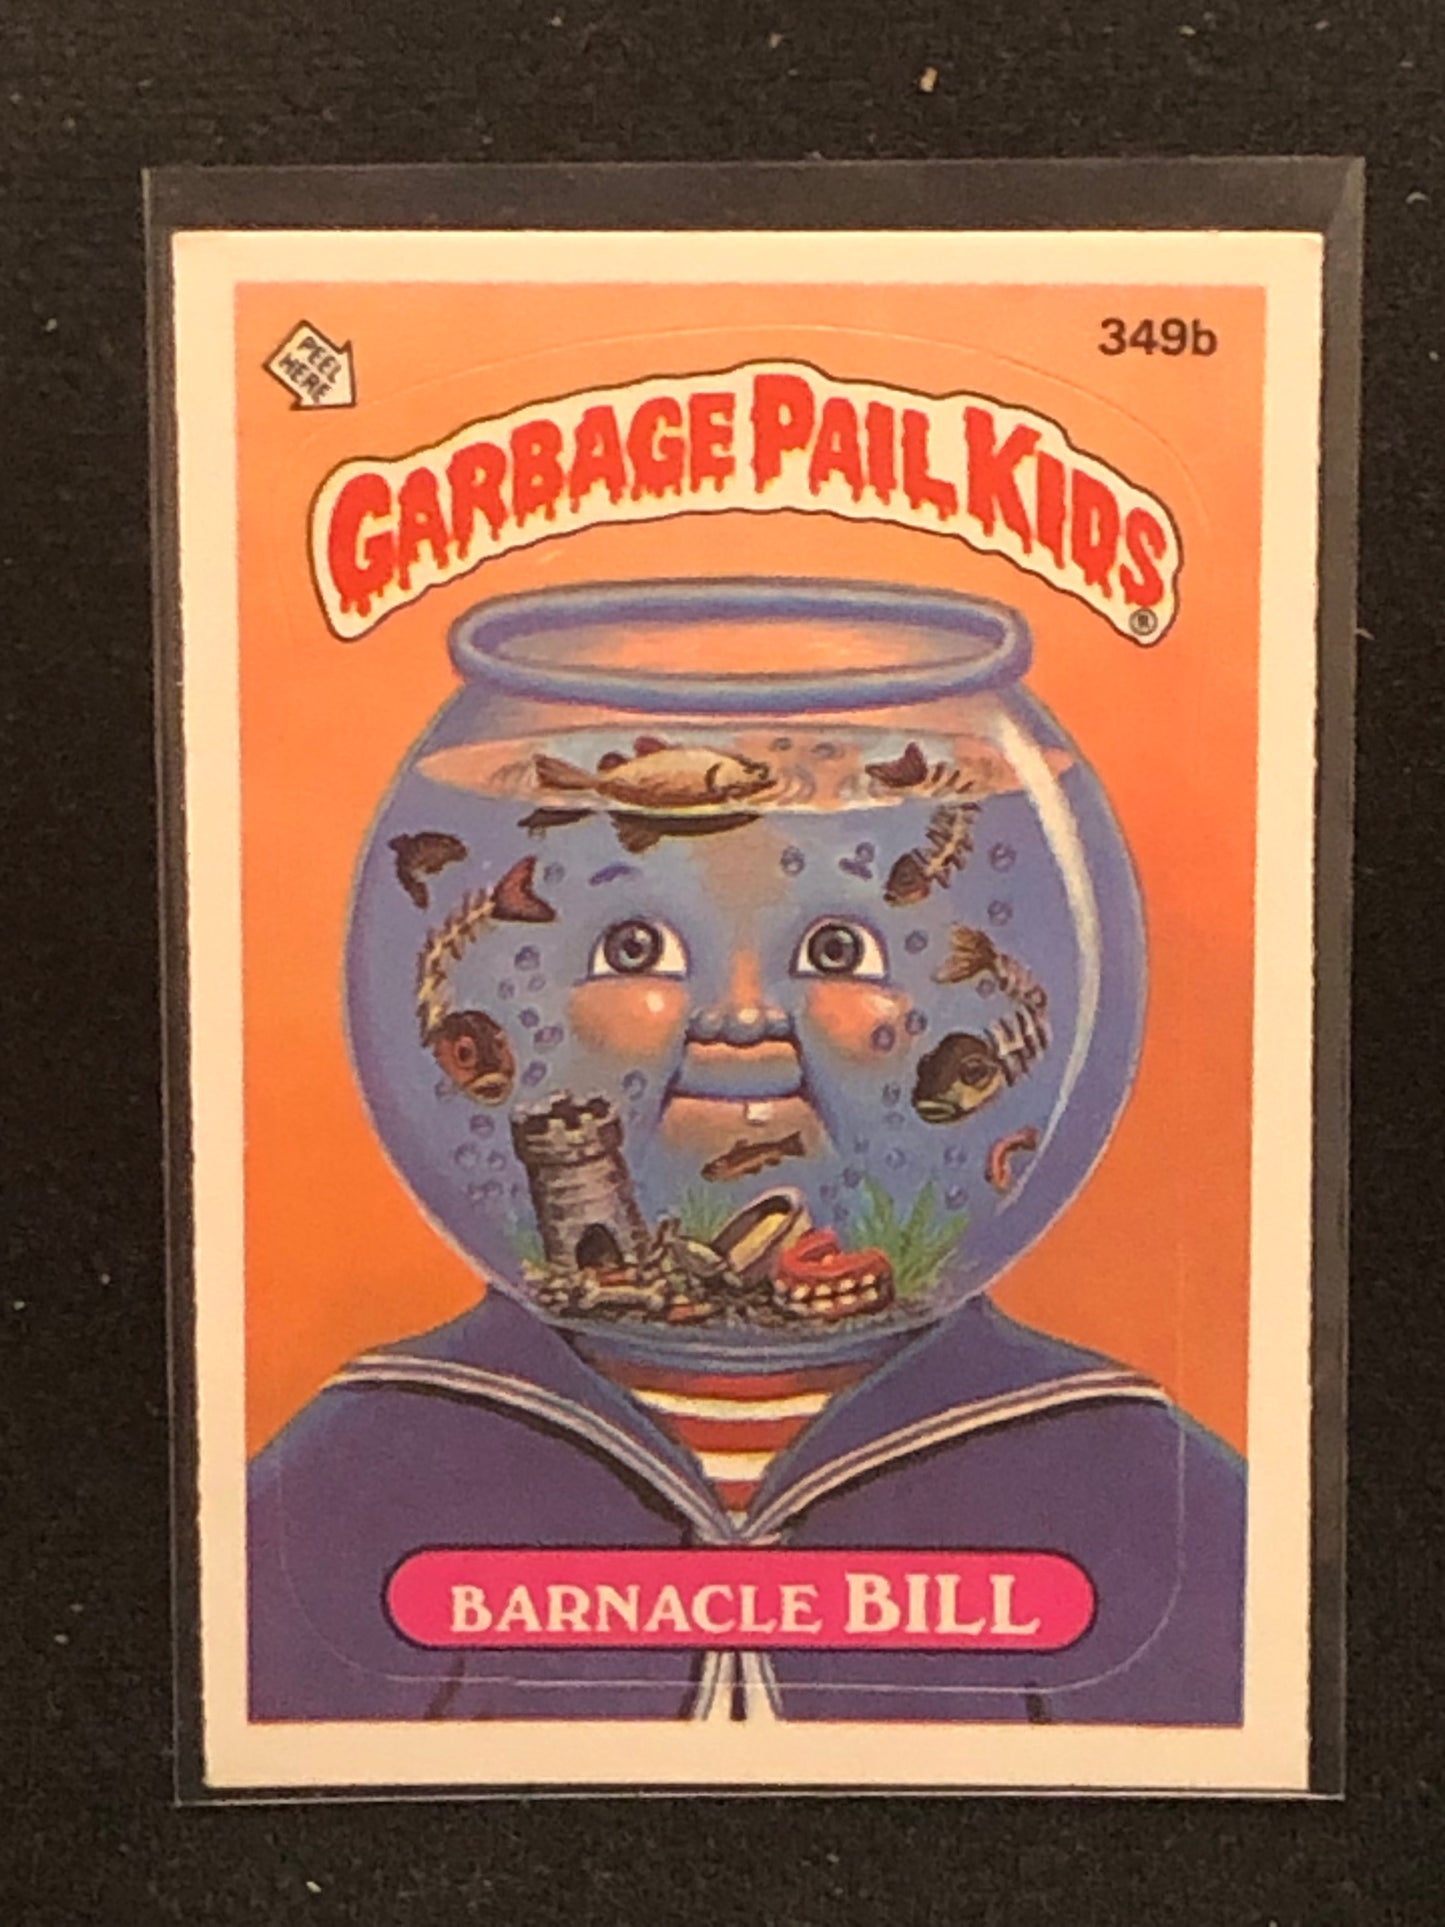 PEEL
HERE
349b
GARBAGE PAIL KIDS
®
BARNACLE BILL